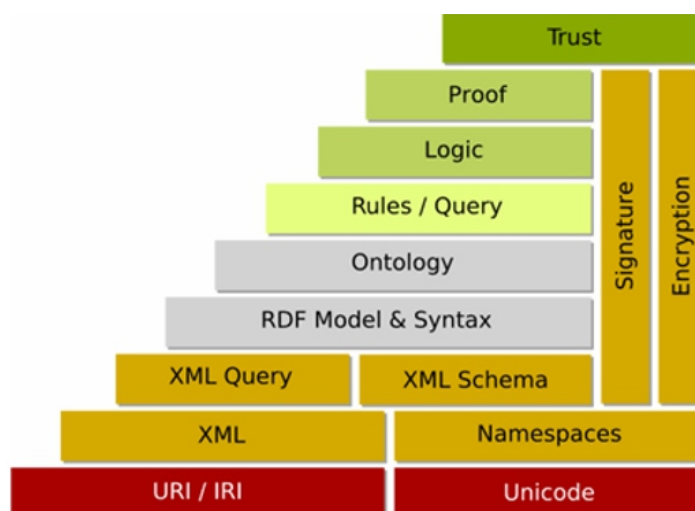 Trust
Proof
Logic
Rules / Query
Ontology
RDF Model & Syntax
XML Query
XML Schema
Signature
Encryption
XML
Namespaces
URI / IRI
Unicode